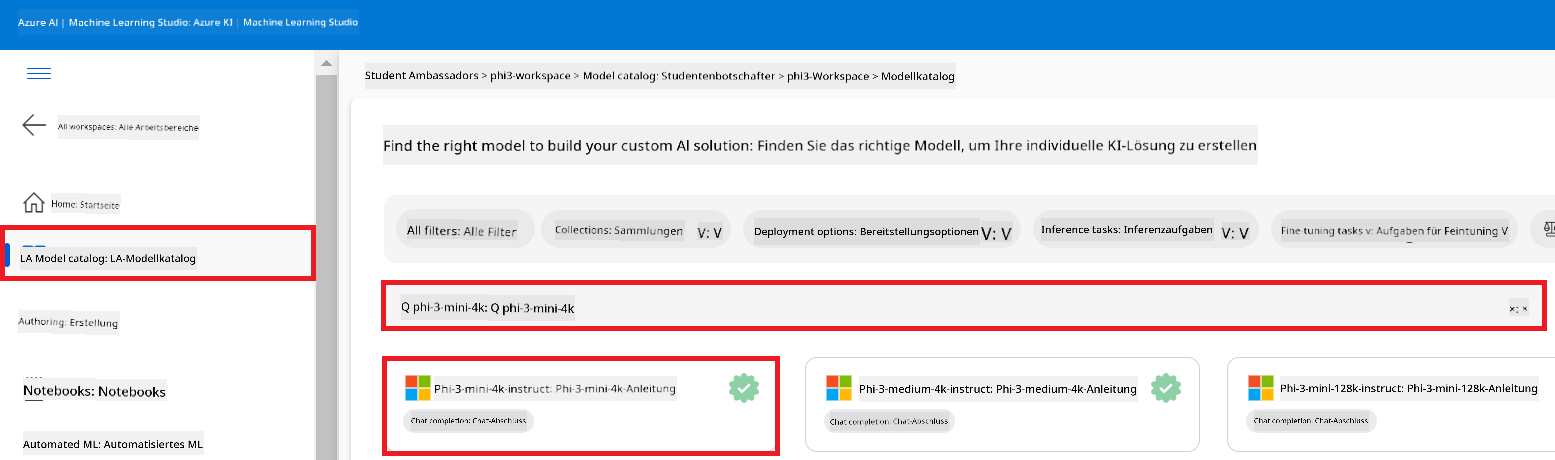 Azure AI | Machine Learning Studio: Azure KI | Machine Learning Studio
Student Ambassadors > phi3-workspace > Model catalog: Studentenbotschafter > phi3-Workspace > Modellkatalog
All workspaces: Alle Arbeitsbereiche
Find the right model to build your custom AI solution: Finden Sie das richtige Modell, um Ihre individuelle KI-Lösung zu erstellen
Home: Startseite
All filters: Alle Filter
Collections: Sammlungen V: V
Deployment options: Bereitstellungsoptionen V: V
Inference tasks: Inferenzaufgaben V: V
Fine-tuning tasks v: Aufgaben für Feintuning V
LA Model catalog: LA-Modellkatalog
Q phi-3-mini-4k: Q phi-3-mini-4k ×: ×
Authoring: Erstellung
Notebooks: Notebooks
Automated ML: Automatisiertes ML
Phi-3-mini-4k-instruct: Phi-3-mini-4k-Anleitung
Chat completion: Chat-Abschluss
Phi-3-medium-4k-instruct: Phi-3-medium-4k-Anleitung
Chat completion: Chat-Abschluss
Phi-3-mini-128k-instruct: Phi-3-mini-128k-Anleitung
Chat completion: Chat-Abschluss